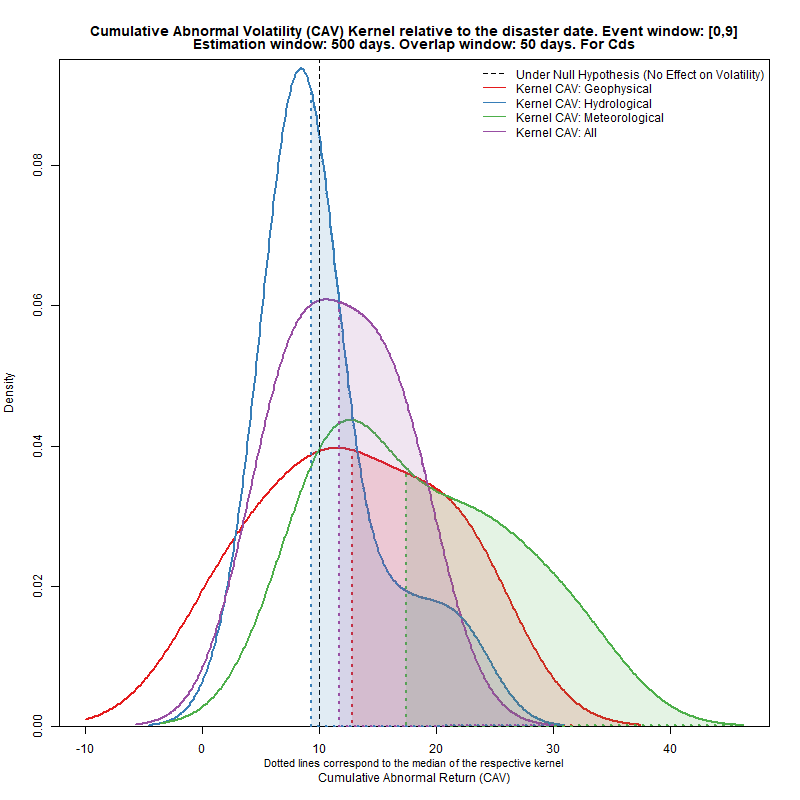 Cumulative Abnormal Volatility (CAV) Kernel relative to the disaster date. Event window: [0,9]
Estimation window: 500 days. Overlap window: 50 days. For Cds
Under Null Hypothesis (No Effect on Volatility)
Kernel CAV: Geophysical
Kernel CAV: Hydrological
Kernel CAV: Meteorological
Kernel CAV: All
0.08
0.06
0.04
0.02
0.00
Density
-10 0 10 20 30 40
Dotted lines correspond to the median of the respective kernel
Cumulative Abnormal Return (CAV)